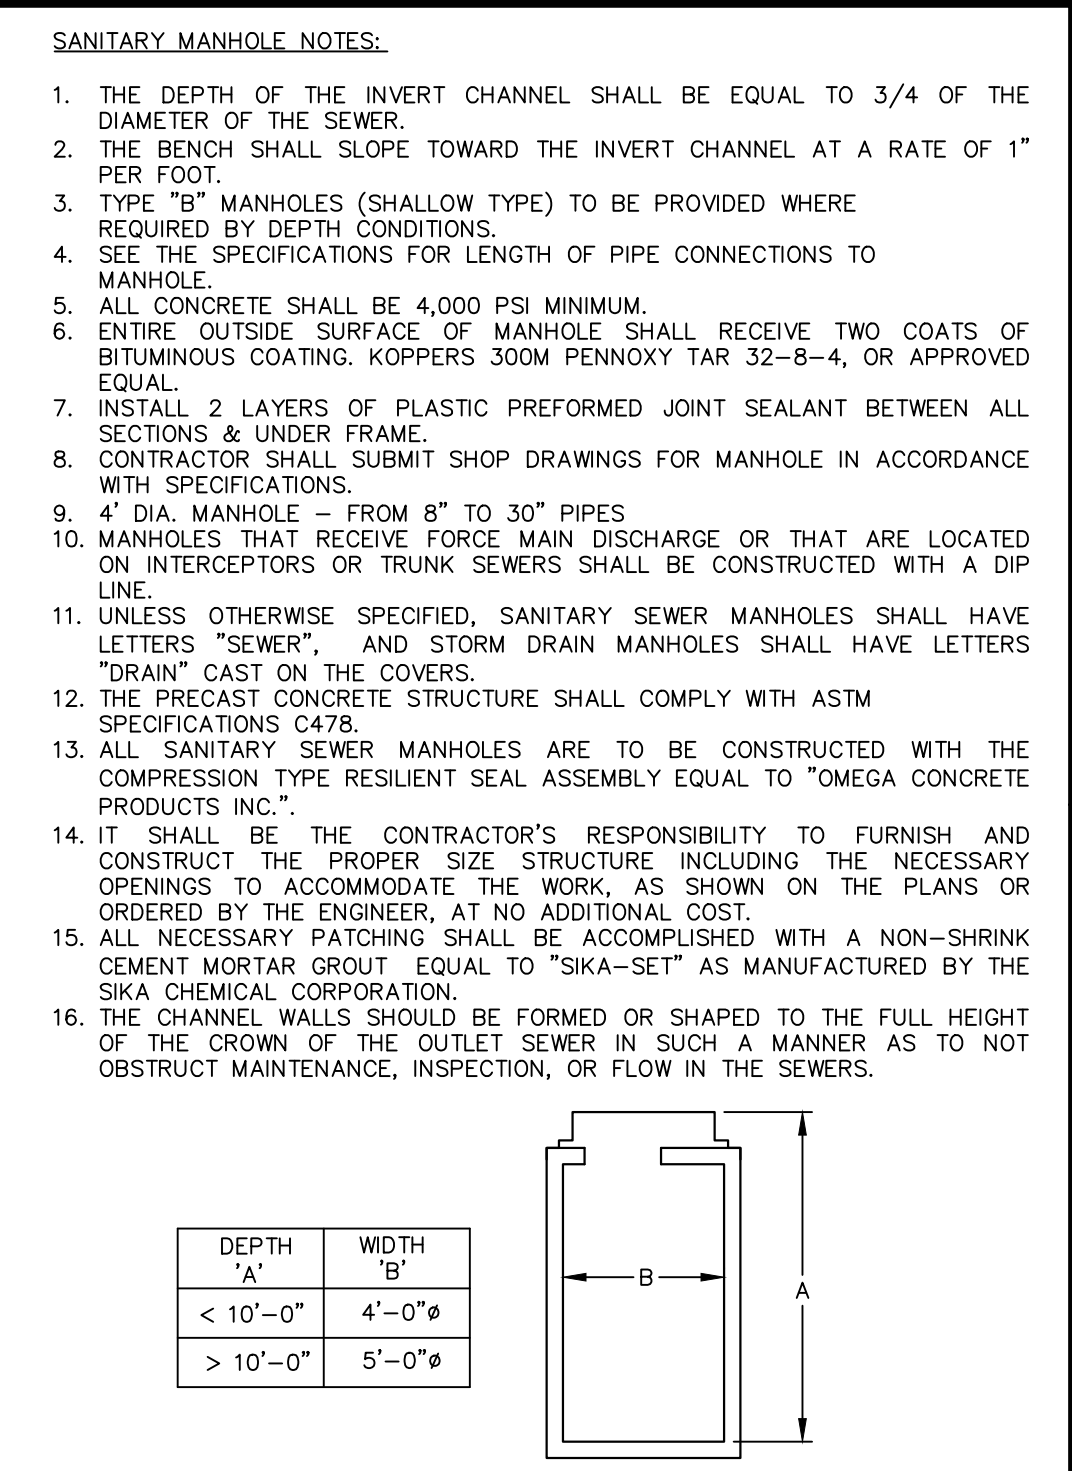 SANITARY MANHOLE NOTES:
1. THE DEPTH OF THE INVERT CHANNEL SHALL BE EQUAL TO 3/4 OF THE
DIAMETER OF THE SEWER.
2. THE BENCH SHALL SLOPE TOWARD THE INVERT CHANNEL AT A RATE OF 1"
PER FOOT.
3. TYPE "B" MANHOLES (SHALLOW TYPE) TO BE PROVIDED WHERE
REQUIRED BY DEPTH CONDITIONS.
4. SEE THE SPECIFICATIONS FOR LENGTH OF PIPE CONNECTIONS TO
MANHOLE.
5. ALL CONCRETE SHALL BE 4,000 PSI MINIMUM.
6. ENTIRE OUTSIDE SURFACE OF MANHOLE SHALL RECEIVE TWO COATS OF
BITUMINOUS COATING. KOPPERS 300M PENNOXY TAR 32-8-4, OR APPROVED
EQUAL.
7. INSTALL 2 LAYERS OF PLASTIC PREFORMED JOINT SEALANT BETWEEN ALL
SECTIONS & UNDER FRAME.
8. CONTRACTOR SHALL SUBMIT SHOP DRAWINGS FOR MANHOLE IN ACCORDANCE
WITH SPECIFICATIONS.
9. 4' DIA. MANHOLE – FROM 8" TO 30" PIPES
10. MANHOLES THAT RECEIVE FORCE MAIN DISCHARGE OR THAT ARE LOCATED
ON INTERCEPTORS OR TRUNK SEWERS SHALL BE CONSTRUCTED WITH A DIP
LINE.
11. UNLESS OTHERWISE SPECIFIED, SANITARY SEWER MANHOLES SHALL HAVE
LETTERS "SEWER", AND STORM DRAIN MANHOLES SHALL HAVE LETTERS
"DRAIN" CAST ON THE COVERS.
12. THE PRECAST CONCRETE STRUCTURE SHALL COMPLY WITH ASTM
SPECIFICATIONS C478.
13. ALL SANITARY SEWER MANHOLES ARE TO BE CONSTRUCTED WITH THE
COMPRESSION TYPE RESILIENT SEAL ASSEMBLY EQUAL TO "OMEGA CONCRETE
PRODUCTS INC.".
14. IT SHALL BE THE CONTRACTOR'S RESPONSIBILITY TO FURNISH AND
CONSTRUCT THE PROPER SIZE STRUCTURE INCLUDING THE NECESSARY
OPENINGS TO ACCOMMODATE THE WORK, AS SHOWN ON THE PLANS OR
ORDERED BY THE ENGINEER, AT NO ADDITIONAL COST.
15. ALL NECESSARY PATCHING SHALL BE ACCOMPLISHED WITH A NON-SHRINK
CEMENT MORTAR GROUT EQUAL TO "SIKA-SET" AS MANUFACTURED BY THE
SIKA CHEMICAL CORPORATION.
16. THE CHANNEL WALLS SHOULD BE FORMED OR SHAPED TO THE FULL HEIGHT
OF THE CROWN OF THE OUTLET SEWER IN SUCH A MANNER AS TO NOT
OBSTRUCT MAINTENANCE, INSPECTION, OR FLOW IN THE SEWERS.
DEPTH WIDTH
'A' 'B'
< 10'-0" 4'-0"ø
> 10'-0" 5'-0"ø
B
A